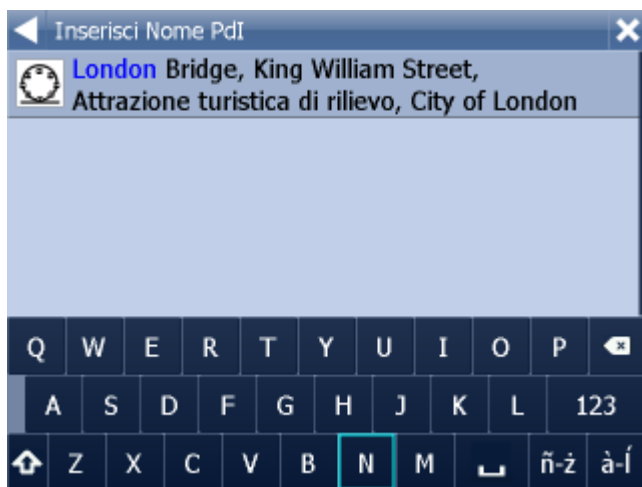 Inserisci Nome PdI
London Bridge, King William Street,
Attrazione turistica di rilievo, City of London
Q W E R T Y U I O P
A S D F G H J K L 123
Z X C V B N M ñ-ż à-Í